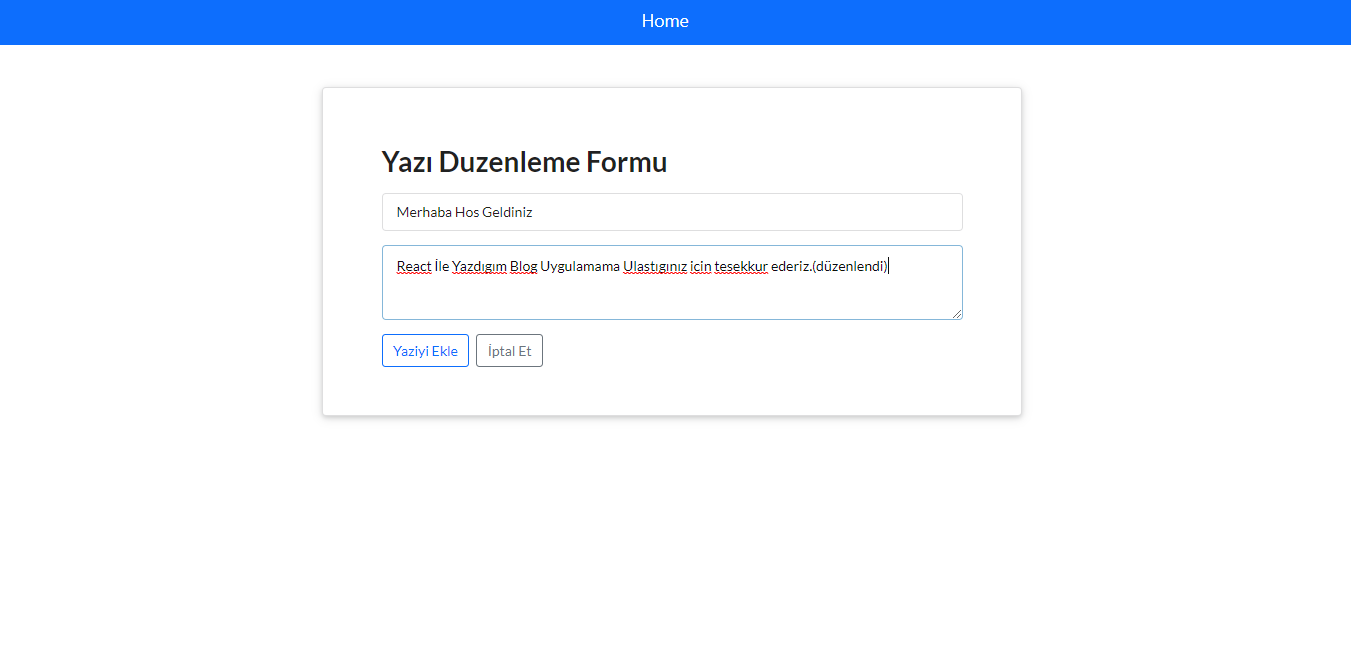 Home
Yazı Duzenleme Formu
Merhaba Hos Geldiniz
React İle Yazdıgım Blog Uygulamama Ulastıgınız icin tesekkur ederiz.(düzenlendi)
Yaziyi Ekle İptal Et